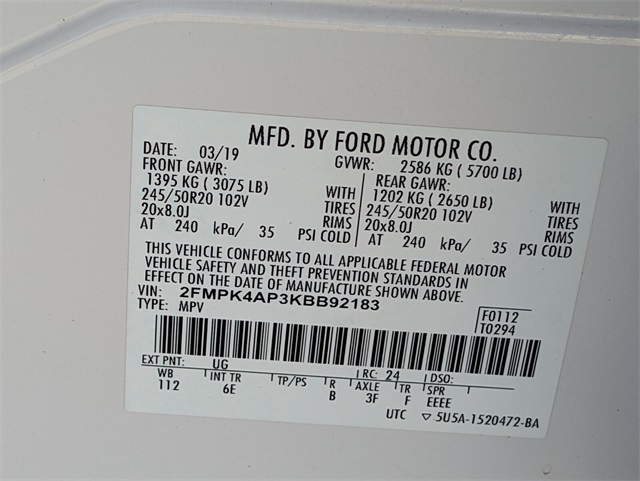 MFD. BY FORD MOTOR CO.
DATE: 03/19 GVWR: 2586 KG ( 5700 LB)
FRONT GAWR: REAR GAWR:
1395 KG ( 3075 LB) WITH 1202 KG ( 2650 LB) WITH
245/50R20 102V TIRES 245/50R20 102V TIRES
20x8.0J RIMS 20x8.0J RIMS
AT 240 kPa/ 35 PSI COLD AT 240 kPa/ 35 PSI COLD
THIS VEHICLE CONFORMS TO ALL APPLICABLE FEDERAL MOTOR
VEHICLE SAFETY AND THEFT PREVENTION STANDARDS IN
EFFECT ON THE DATE OF MANUFACTURE SHOWN ABOVE.
VIN: 2FMPK4AP3KBB92183 F0112
TYPE: MPV T0294
EXT PNT: UG RC: 24 DSO:
WB INT TR TP/PS R AXLE TR SPR
112 6E B 3F F EEEE
UTC ▽ 5U5A-1520472-BA